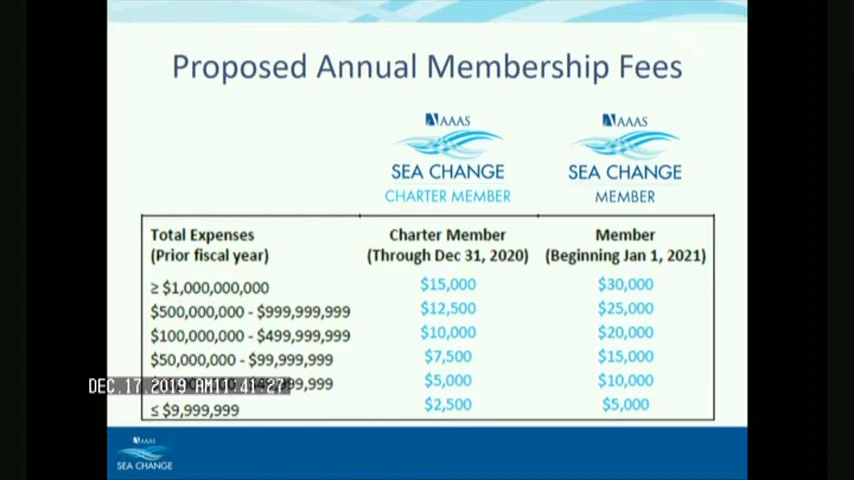 Proposed Annual Membership Fees
AAAS AAAS
SEA CHANGE SEA CHANGE
CHARTER MEMBER MEMBER
Total Expenses Charter Member Member
(Prior fiscal year) (Through Dec 31, 2020) (Beginning Jan 1, 2021)
≥ $1,000,000,000 $15,000 $30,000
$500,000,000 - $999,999,999 $12,500 $25,000
$100,000,000 - $499,999,999 $10,000 $20,000
$50,000,000 - $99,999,999 $7,500 $15,000
$5,000 $10,000
DEC.17.2019 AM11:41:27
≤ $9,999,999 $2,500 $5,000
AAAS
SEA CHANGE